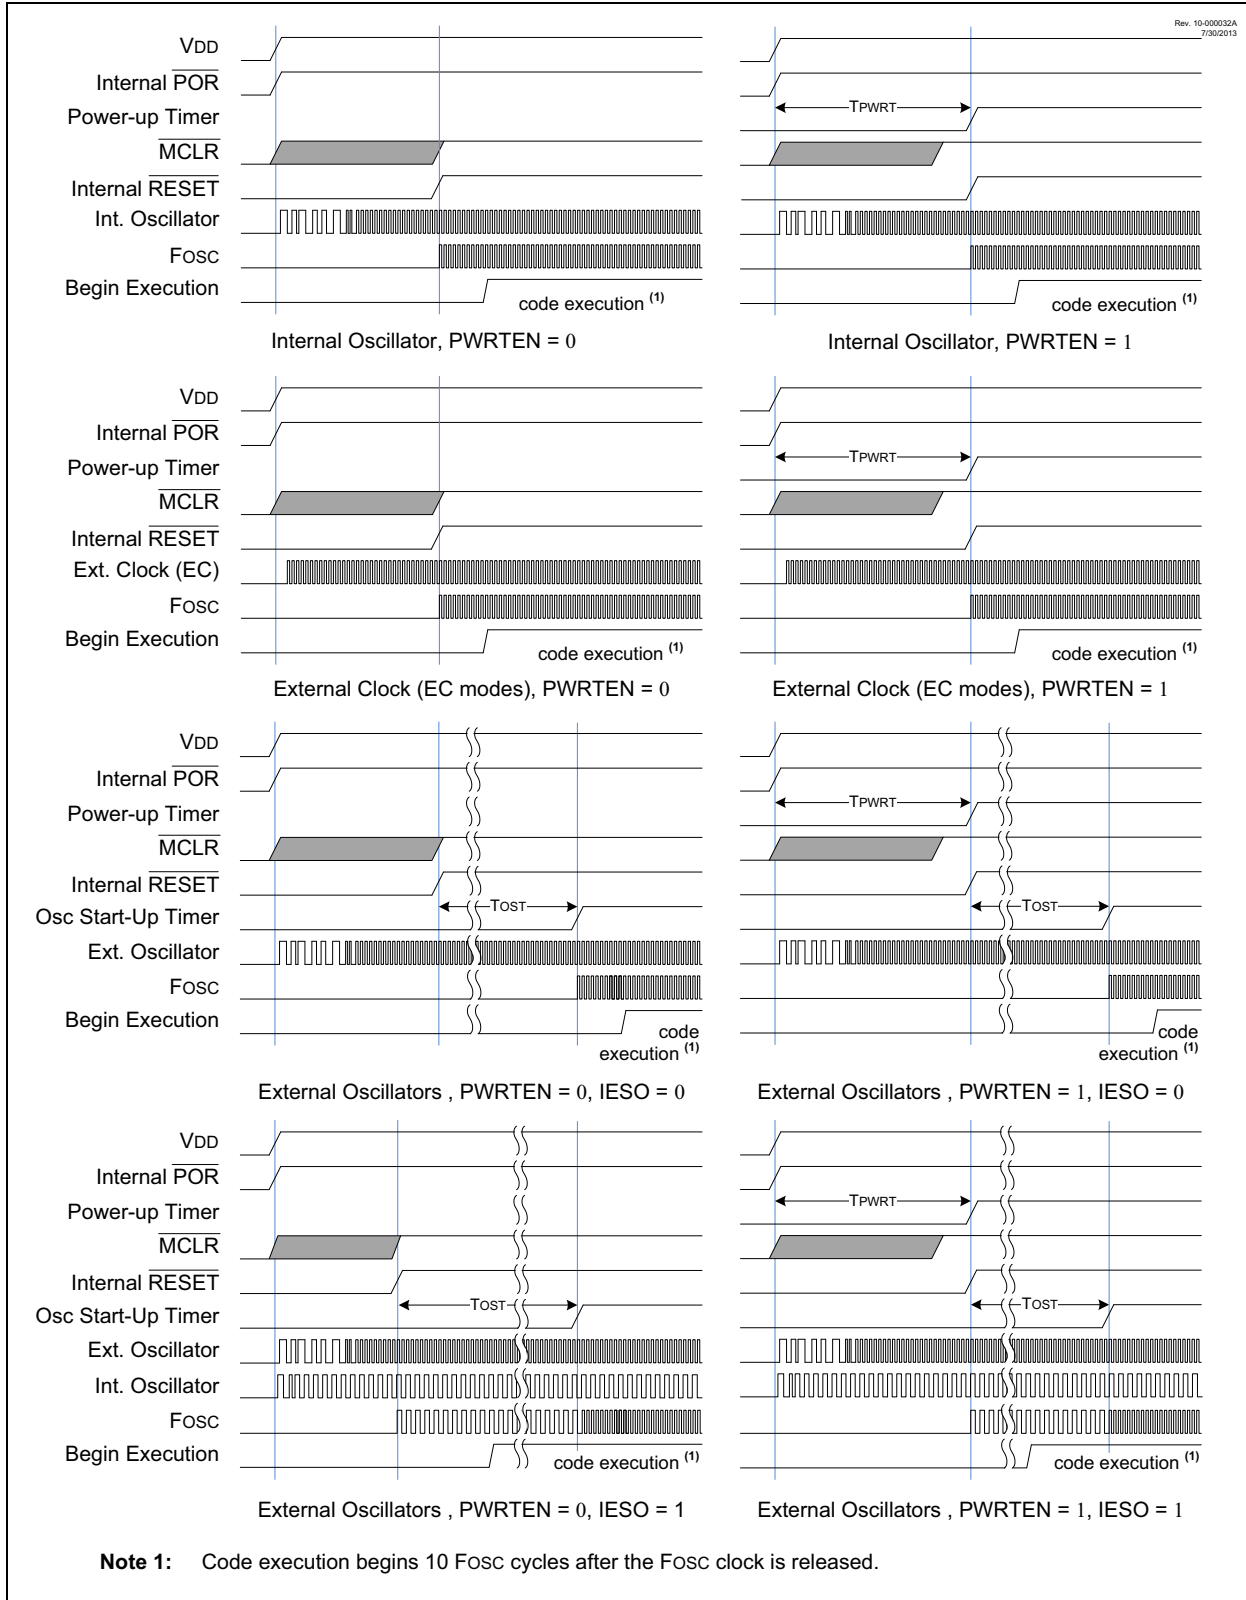 Rev. 10-000032A
7/30/2013
VDD
Internal POR
Power-up Timer
MCLR
Internal RESET
Int. Oscillator
FOSC
Begin Execution
code execution (1)
Internal Oscillator, PWRTEN = 0
TPWRT
code execution (1)
Internal Oscillator, PWRTEN = 1
VDD
Internal POR
Power-up Timer
MCLR
Internal RESET
Ext. Clock (EC)
FOSC
Begin Execution
code execution (1)
External Clock (EC modes), PWRTEN = 0
TPWRT
code execution (1)
External Clock (EC modes), PWRTEN = 1
VDD
Internal POR
Power-up Timer
MCLR
Internal RESET
Osc Start-Up Timer
Ext. Oscillator
FOSC
Begin Execution
TOST
code
execution (1)
External Oscillators , PWRTEN = 0, IESO = 0
TPWRT
TOST
code
execution (1)
External Oscillators , PWRTEN = 1, IESO = 0
VDD
Internal POR
Power-up Timer
MCLR
Internal RESET
Osc Start-Up Timer
Ext. Oscillator
Int. Oscillator
FOSC
Begin Execution
TOST
code execution (1)
External Oscillators , PWRTEN = 0, IESO = 1
TPWRT
TOST
code execution (1)
External Oscillators , PWRTEN = 1, IESO = 1
Note 1: Code execution begins 10 FOSC cycles after the FOSC clock is released.